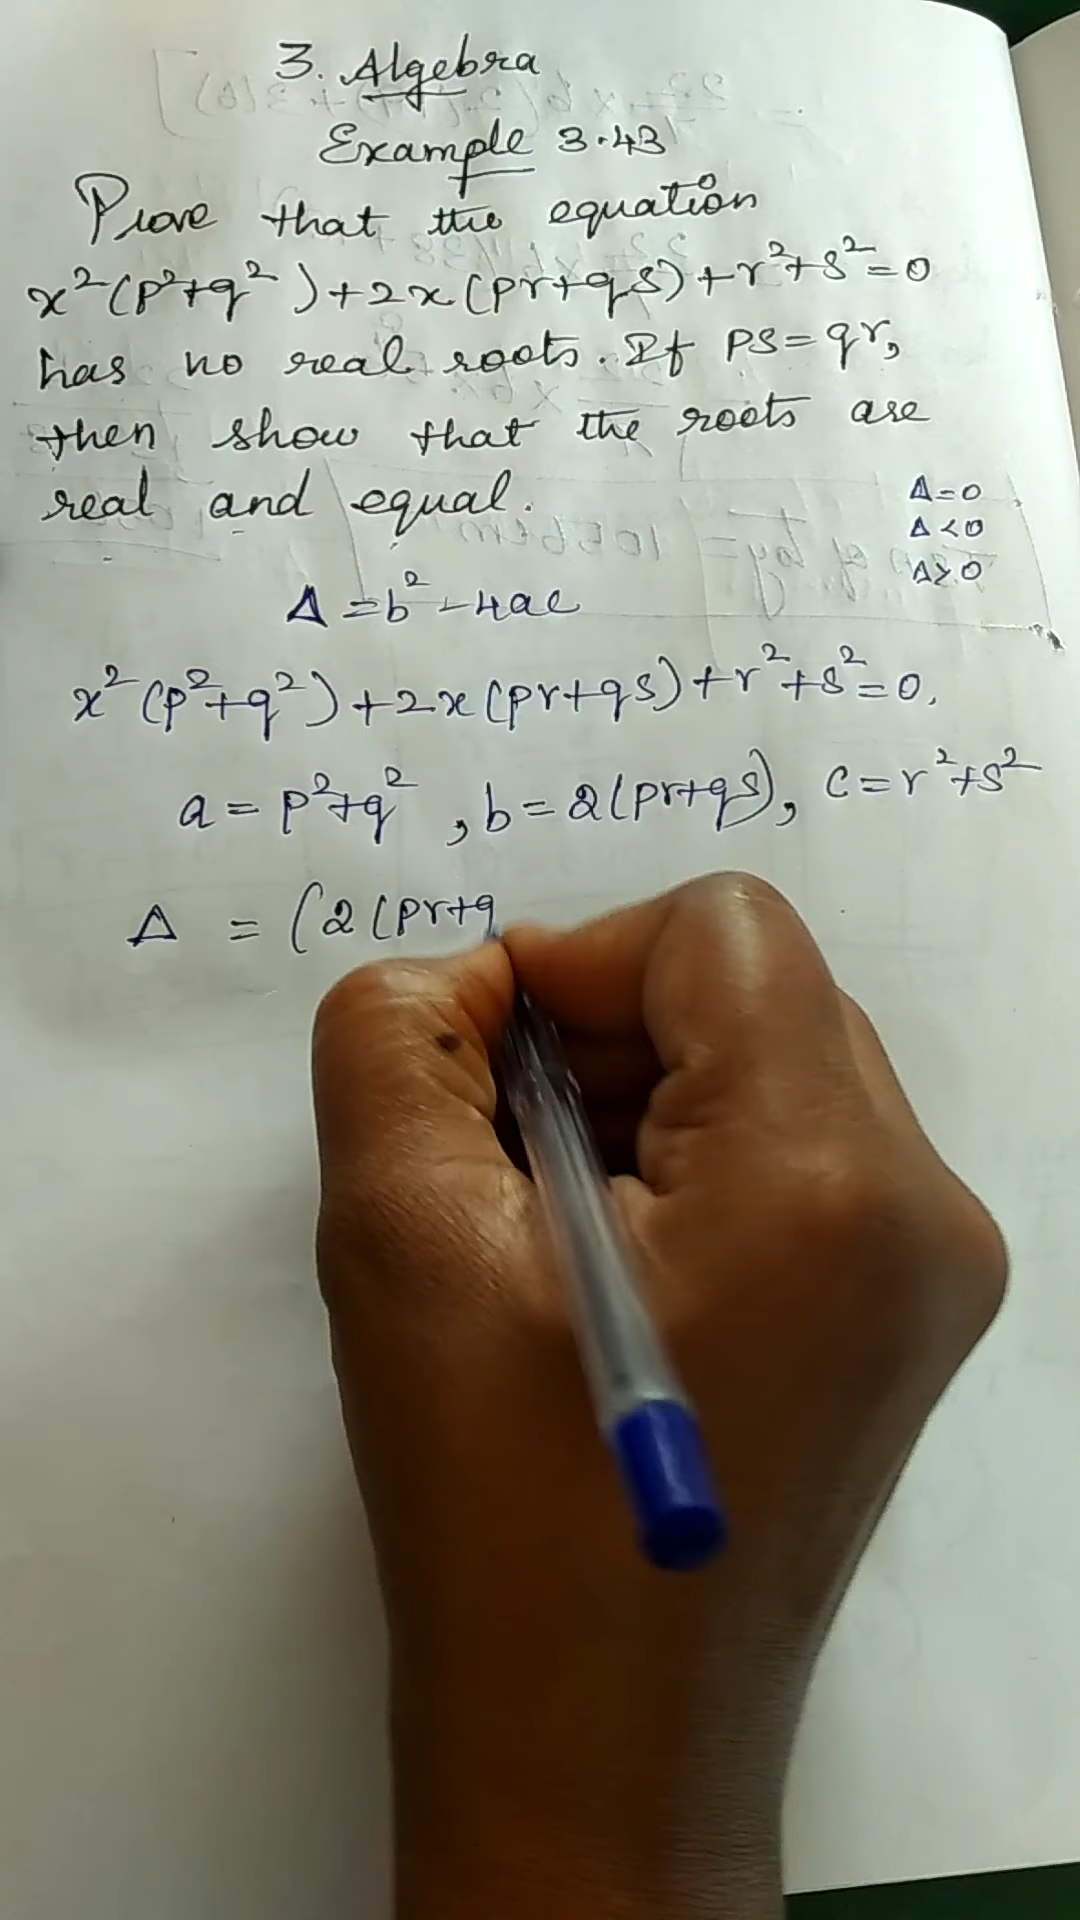 3. Algebra
Example 3.43
Prove that the equation
x²(p²+q²)+2x(pr+qs)+r²+s²=0
has no real roots. If ps=qr,
then show that the roots are
real and equal.
Δ=0
Δ<0
Δ>0
Δ=b²-4ac
x²(p²+q²)+2x(pr+qs)+r²+s²=0.
a=p²+q², b=2(pr+qs), c=r²+s²
Δ = (2(pr+q